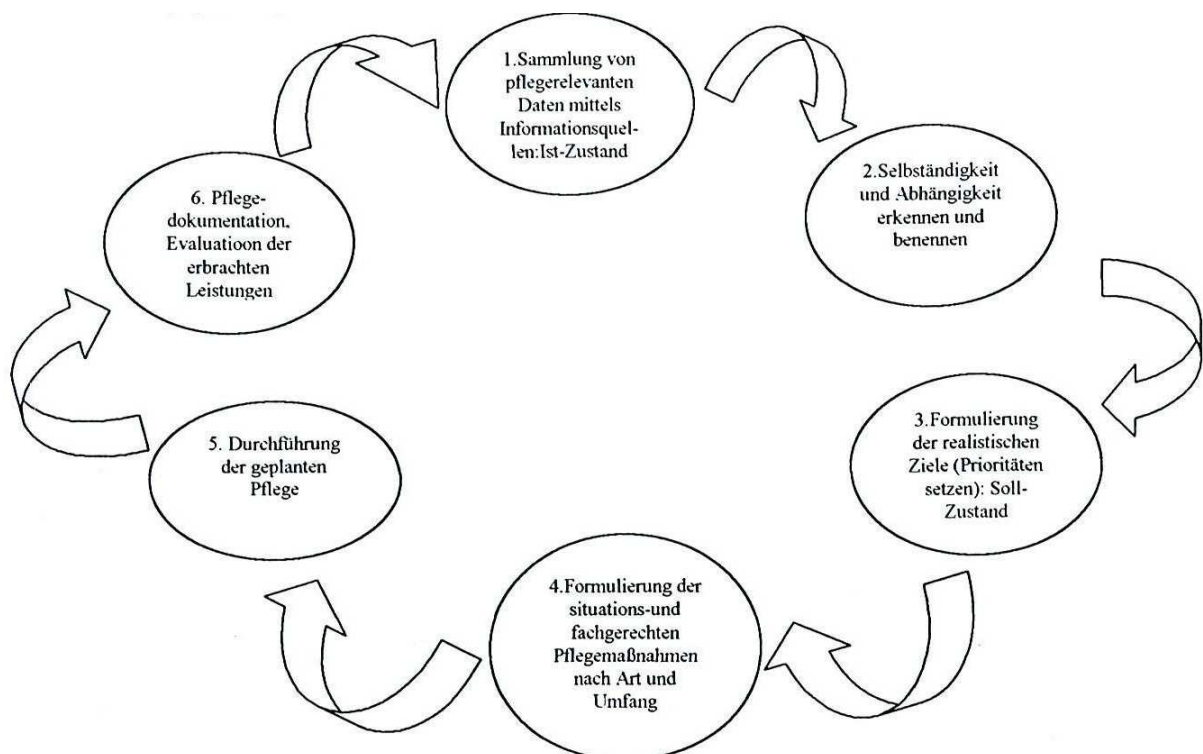 1.Sammlung von
pflegerelevanten
Daten mittels
Informationsquel-
len:Ist-Zustand
2.Selbständigkeit
und Abhängigkeit
erkennen und
benennen
3.Formulierung
der realistischen
Ziele (Prioritäten
setzen): Soll-
Zustand
4.Formulierung der
situations-und
fachgerechten
Pflegemaßnahmen
nach Art und
Umfang
5. Durchführung
der geplanten
Pflege
6. Pflege-
dokumentation,
Evaluatioon der
erbrachten
Leistungen